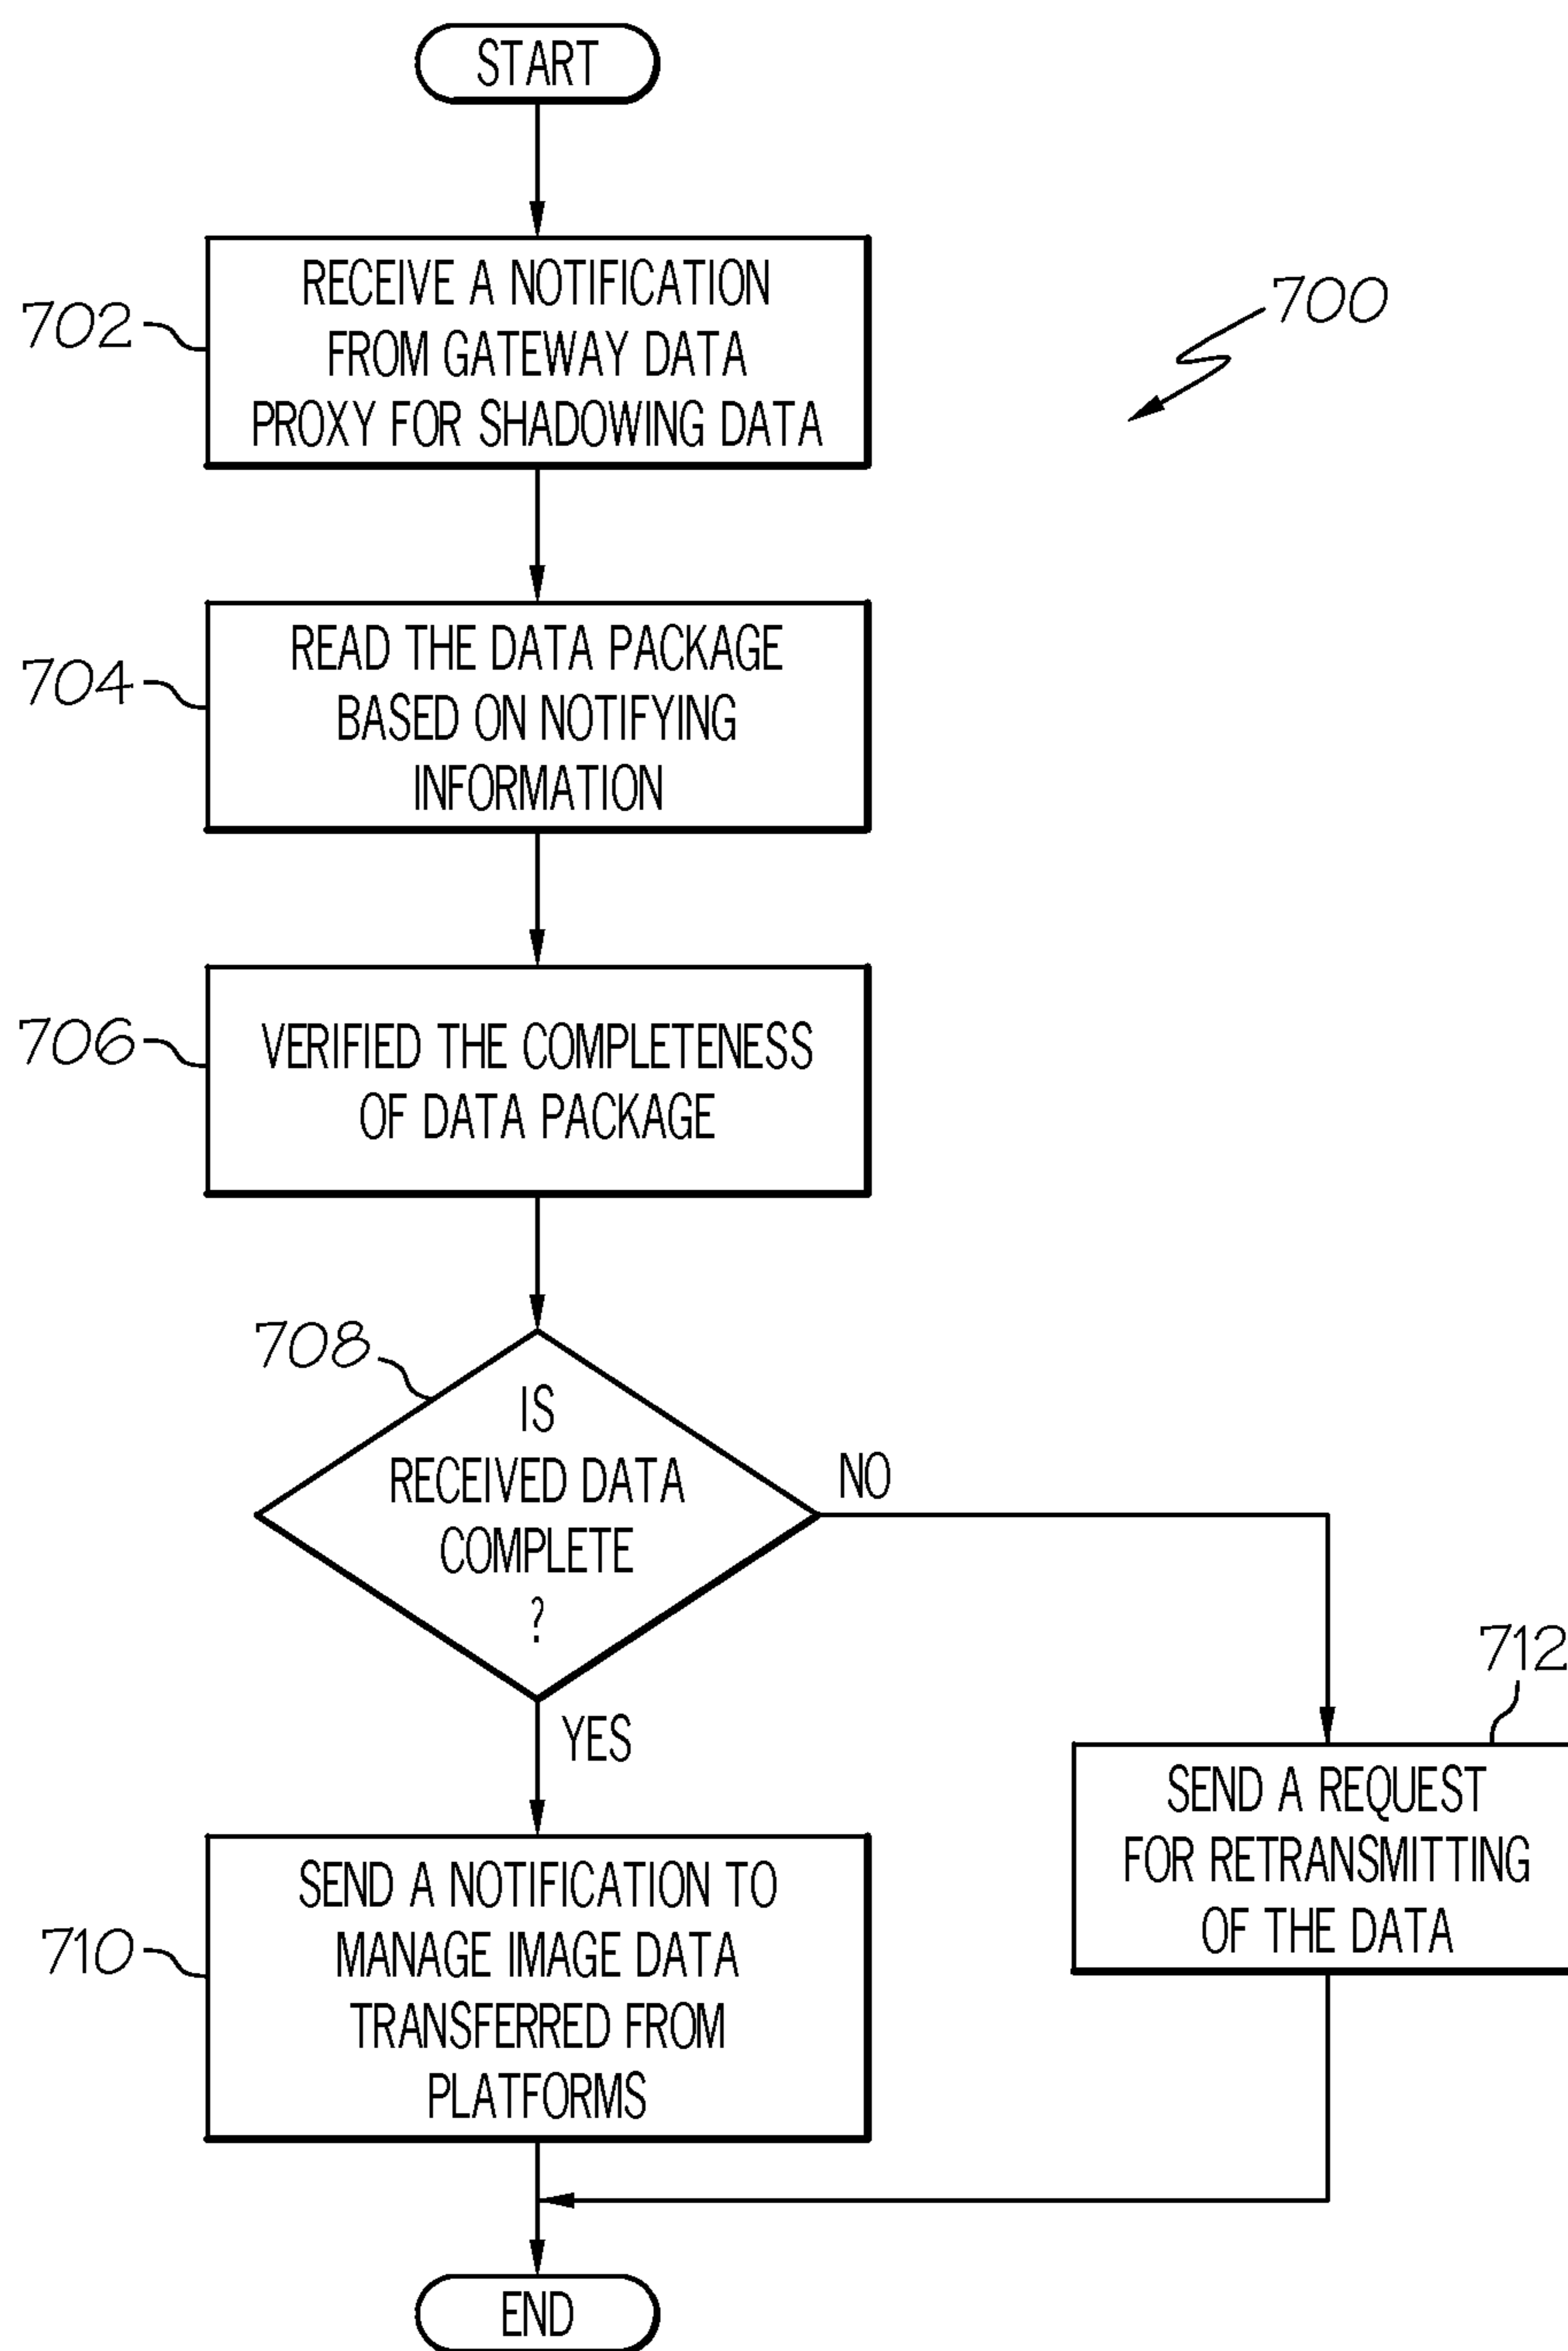 START
RECEIVE A NOTIFICATION
FROM GATEWAY DATA
PROXY FOR SHADOWING DATA
702
700
READ THE DATA PACKAGE
BASED ON NOTIFYING
INFORMATION
704
VERIFIED THE COMPLETENESS
OF DATA PACKAGE
706
708
IS
RECEIVED DATA
COMPLETE
?
NO
YES
712
SEND A REQUEST
FOR RETRANSMITTING
OF THE DATA
SEND A NOTIFICATION TO
MANAGE IMAGE DATA
TRANSFERRED FROM
PLATFORMS
710
END